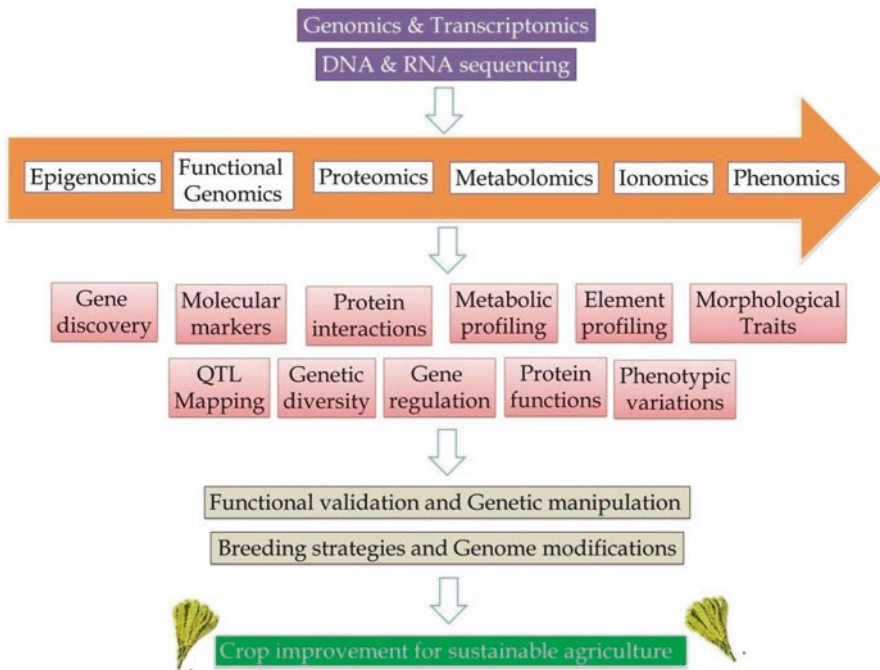 Genomics & Transcriptomics
DNA & RNA sequencing
Epigenomics
Functional
Genomics
Proteomics
Metabolomics
Ionomics
Phenomics
Gene
discovery
Molecular
markers
Protein
interactions
Metabolic
profiling
Element
profiling
Morphological
Traits
QTL
Mapping
Genetic
diversity
Gene
regulation
Protein
functions
Phenotypic
variations
Functional validation and Genetic manipulation
Breeding strategies and Genome modifications
Crop improvement for sustainable agriculture